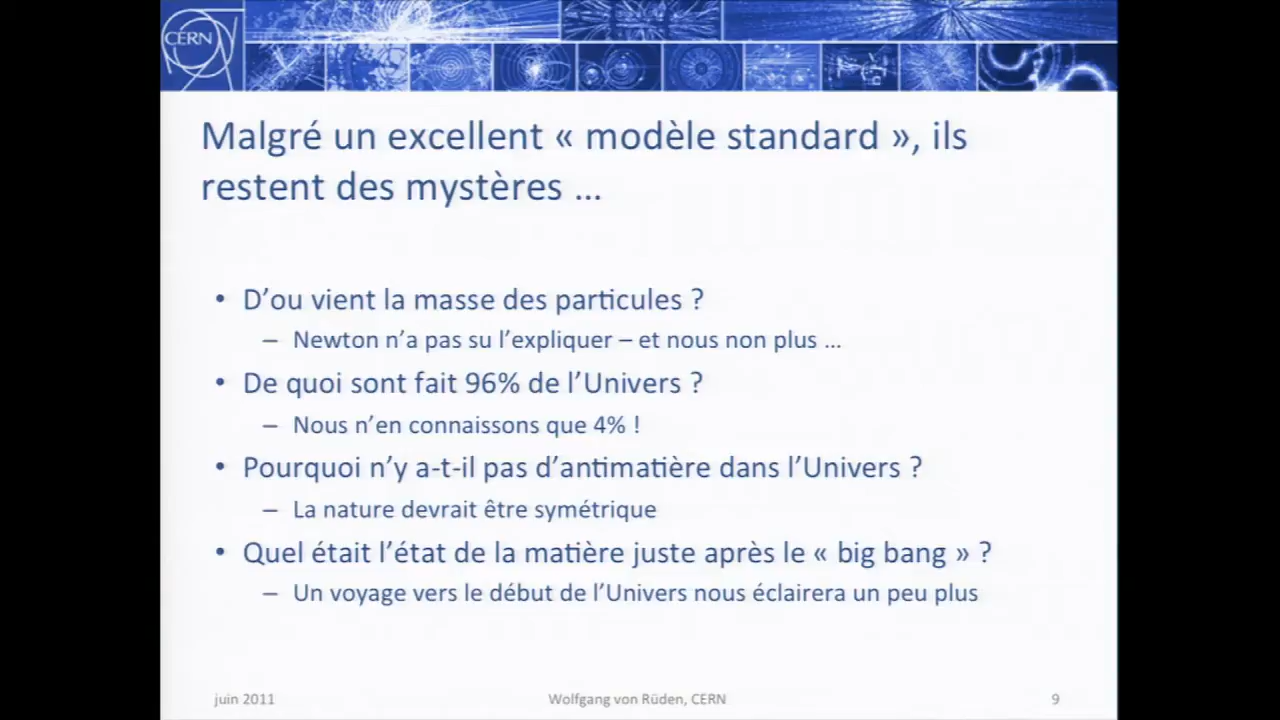 CERN
Malgré un excellent « modèle standard », ils
restent des mystères ...
• D’ou vient la masse des particules ?
– Newton n’a pas su l’expliquer – et nous non plus ...
• De quoi sont fait 96% de l’Univers ?
– Nous n’en connaissons que 4% !
• Pourquoi n’y a-t-il pas d’antimatière dans l’Univers ?
– La nature devrait être symétrique
• Quel était l’état de la matière juste après le « big bang » ?
– Un voyage vers le début de l’Univers nous éclairera un peu plus
juin 2011
Wolfgang von Rüden, CERN
9